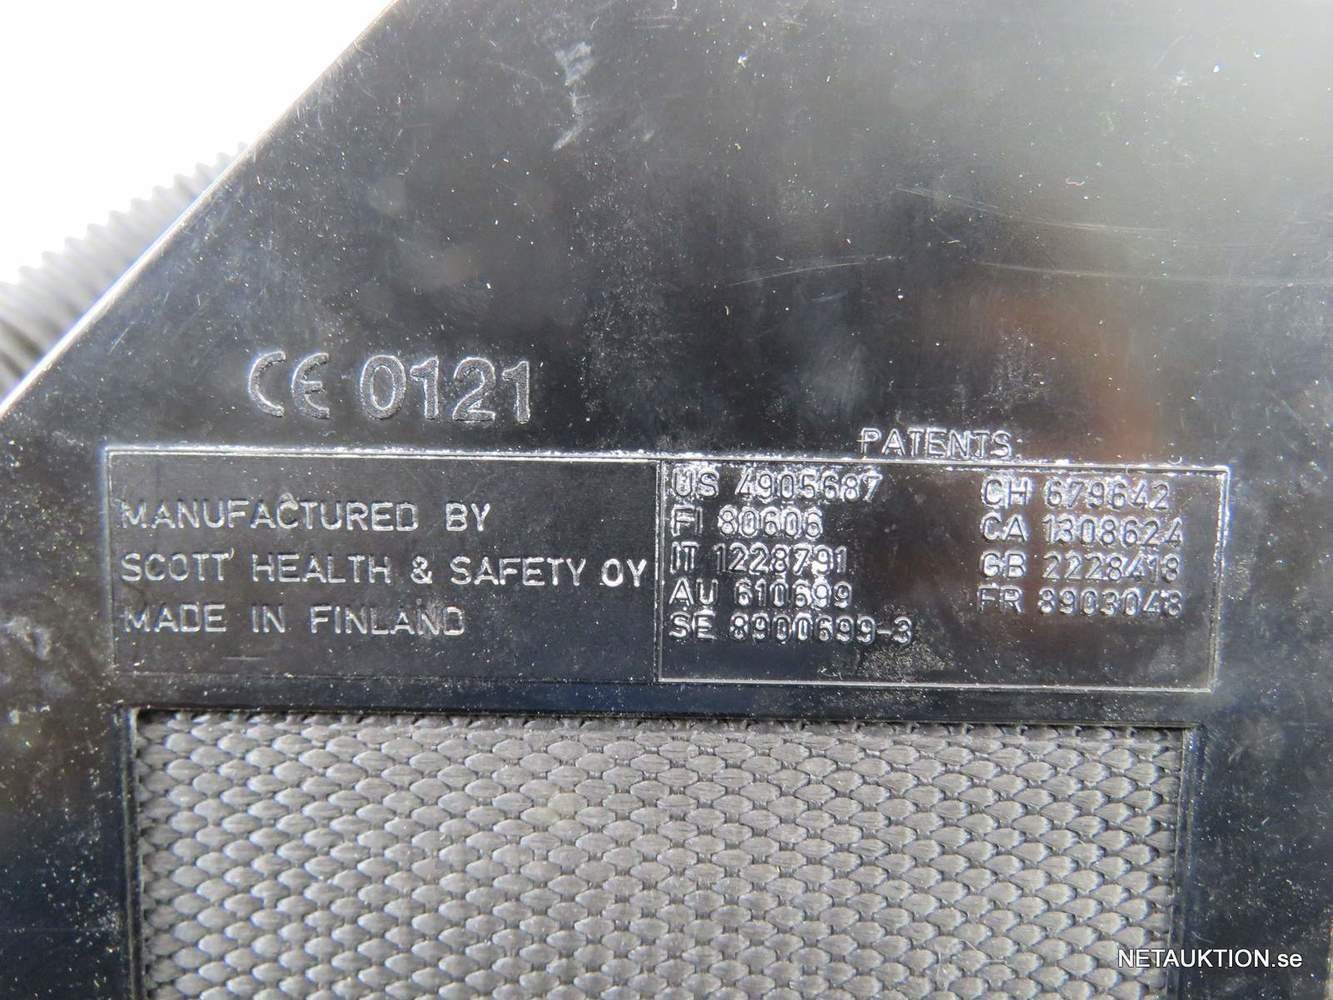 CE 0121
PATENTS
MANUFACTURED BY
SCOTT HEALTH & SAFETY OY
MADE IN FINLAND
US 4905687
FI 80606
IT 1228791
AU 610699
SE 8900699-3
CH 679642
CA 1308624
GB 2228418
FR 8903048
NETAUKTION.se